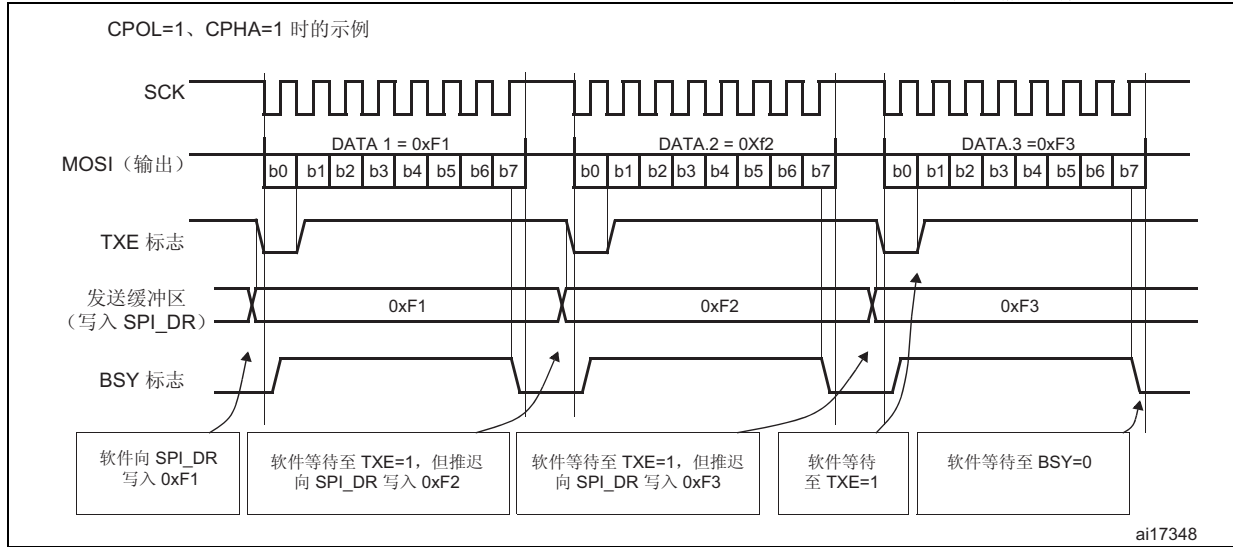 CPOL=1、CPHA=1 时的示例
SCK
DATA 1 = 0xF1
DATA.2 = 0Xf2
DATA.3 =0xF3
MOSI（输出）
b0 b1 b2 b3 b4 b5 b6 b7
b0 b1 b2 b3 b4 b5 b6 b7
b0 b1 b2 b3 b4 b5 b6 b7
TXE 标志
发送缓冲区
（写入 SPI_DR）
0xF1
0xF2
0xF3
BSY 标志
软件向 SPI_DR
写入 0xF1
软件等待至 TXE=1，但推迟
向 SPI_DR 写入 0xF2
软件等待至 TXE=1，但推迟
向 SPI_DR 写入 0xF3
软件等待
至 TXE=1
软件等待至 BSY=0
ai17348